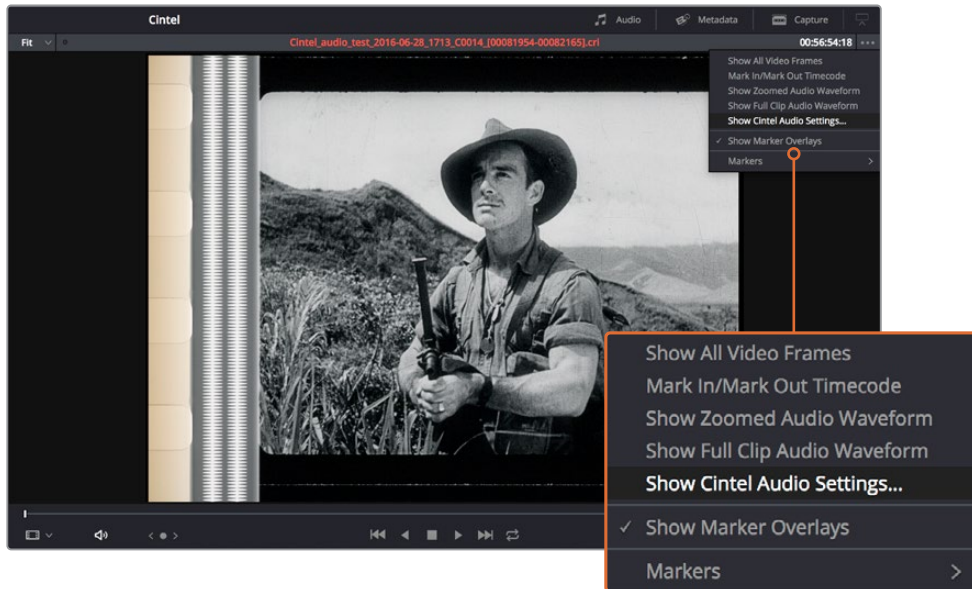 Cintel
Audio
Metadata
Capture
Fit
Cintel_audio_test_2016-06-28_1713_C0014_[00081954-00082165].cri
00:56:54:18
Show All Video Frames
Mark In/Mark Out Timecode
Show Zoomed Audio Waveform
Show Full Clip Audio Waveform
Show Cintel Audio Settings...
Show Marker Overlays
Markers
Show All Video Frames
Mark In/Mark Out Timecode
Show Zoomed Audio Waveform
Show Full Clip Audio Waveform
Show Cintel Audio Settings...
Show Marker Overlays
Markers